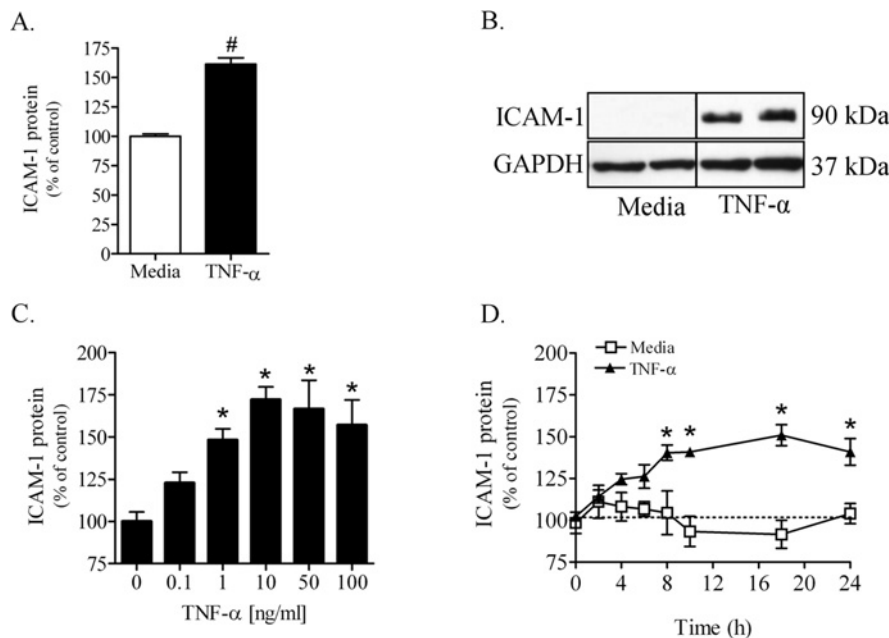 A.
ICAM-1 protein
(% of control)
175
150
125
100
75
50
25
0
#
Media
TNF-α
B.
ICAM-1
90 kDa
GAPDH
37 kDa
Media
TNF-α
C.
ICAM-1 protein
(% of control)
200
175
150
125
100
75
* * * *
0 0.1 1 10 50 100
TNF-α [ng/ml]
D.
Media
TNF-α
ICAM-1 protein
(% of control)
200
175
150
125
100
75
* * * *
0 4 8 12 16 20 24
Time (h)